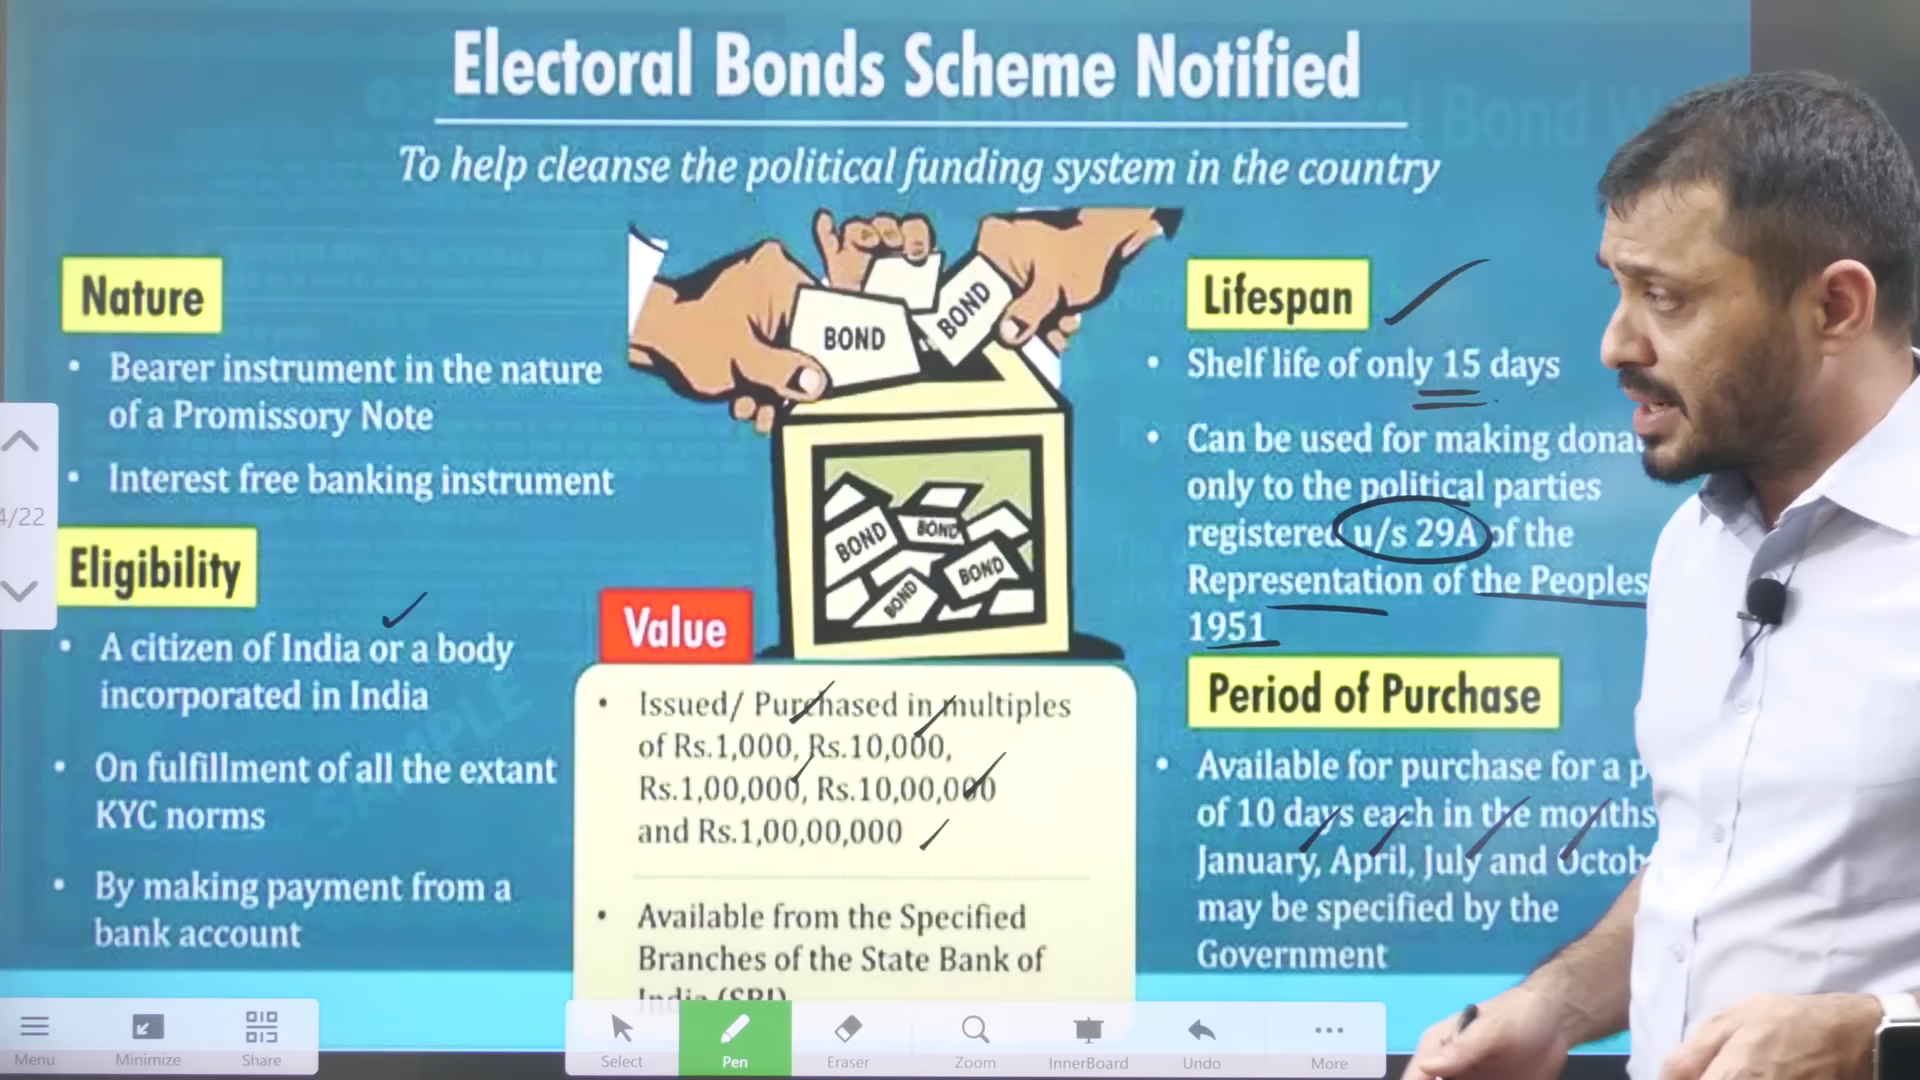 Electoral Bonds Scheme Notified
To help cleanse the political funding system in the country
Nature
• Bearer instrument in the nature
of a Promissory Note
• Interest free banking instrument
Eligibility
• A citizen of India or a body
incorporated in India
• On fulfillment of all the extant
KYC norms
• By making payment from a
bank account
BOND
BOND
BOND
BOND
BOND
BOND
Value
• Issued/ Purchased in multiples
of Rs.1,000, Rs.10,000,
Rs.1,00,000, Rs.10,00,000
and Rs.1,00,00,000
• Available from the Specified
Branches of the State Bank of
India (SBI)
Lifespan
• Shelf life of only 15 days
• Can be used for making dona
only to the political parties
registered u/s 29A of the
Representation of the Peoples
1951
Period of Purchase
• Available for purchase for a p
of 10 days each in the months
January, April, July and Octob
may be specified by the
Government
4/22
SAMPLE
Bond W
Menu
Minimize
Share
Select
Pen
Eraser
Zoom
InnerBoard
Undo
More